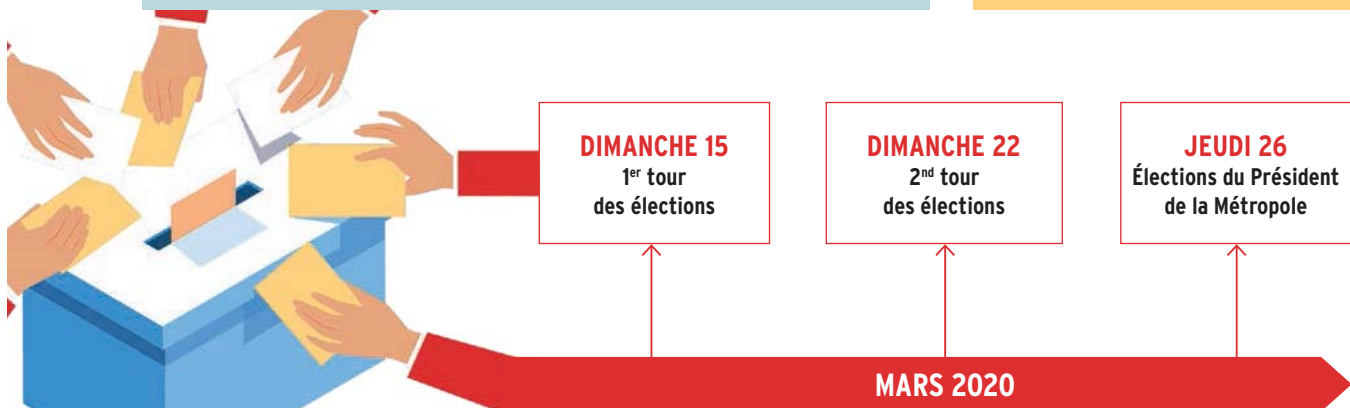 DIMANCHE 15
1er tour
des élections
DIMANCHE 22
2nd tour
des élections
JEUDI 26
Élections du Président
de la Métropole
MARS 2020